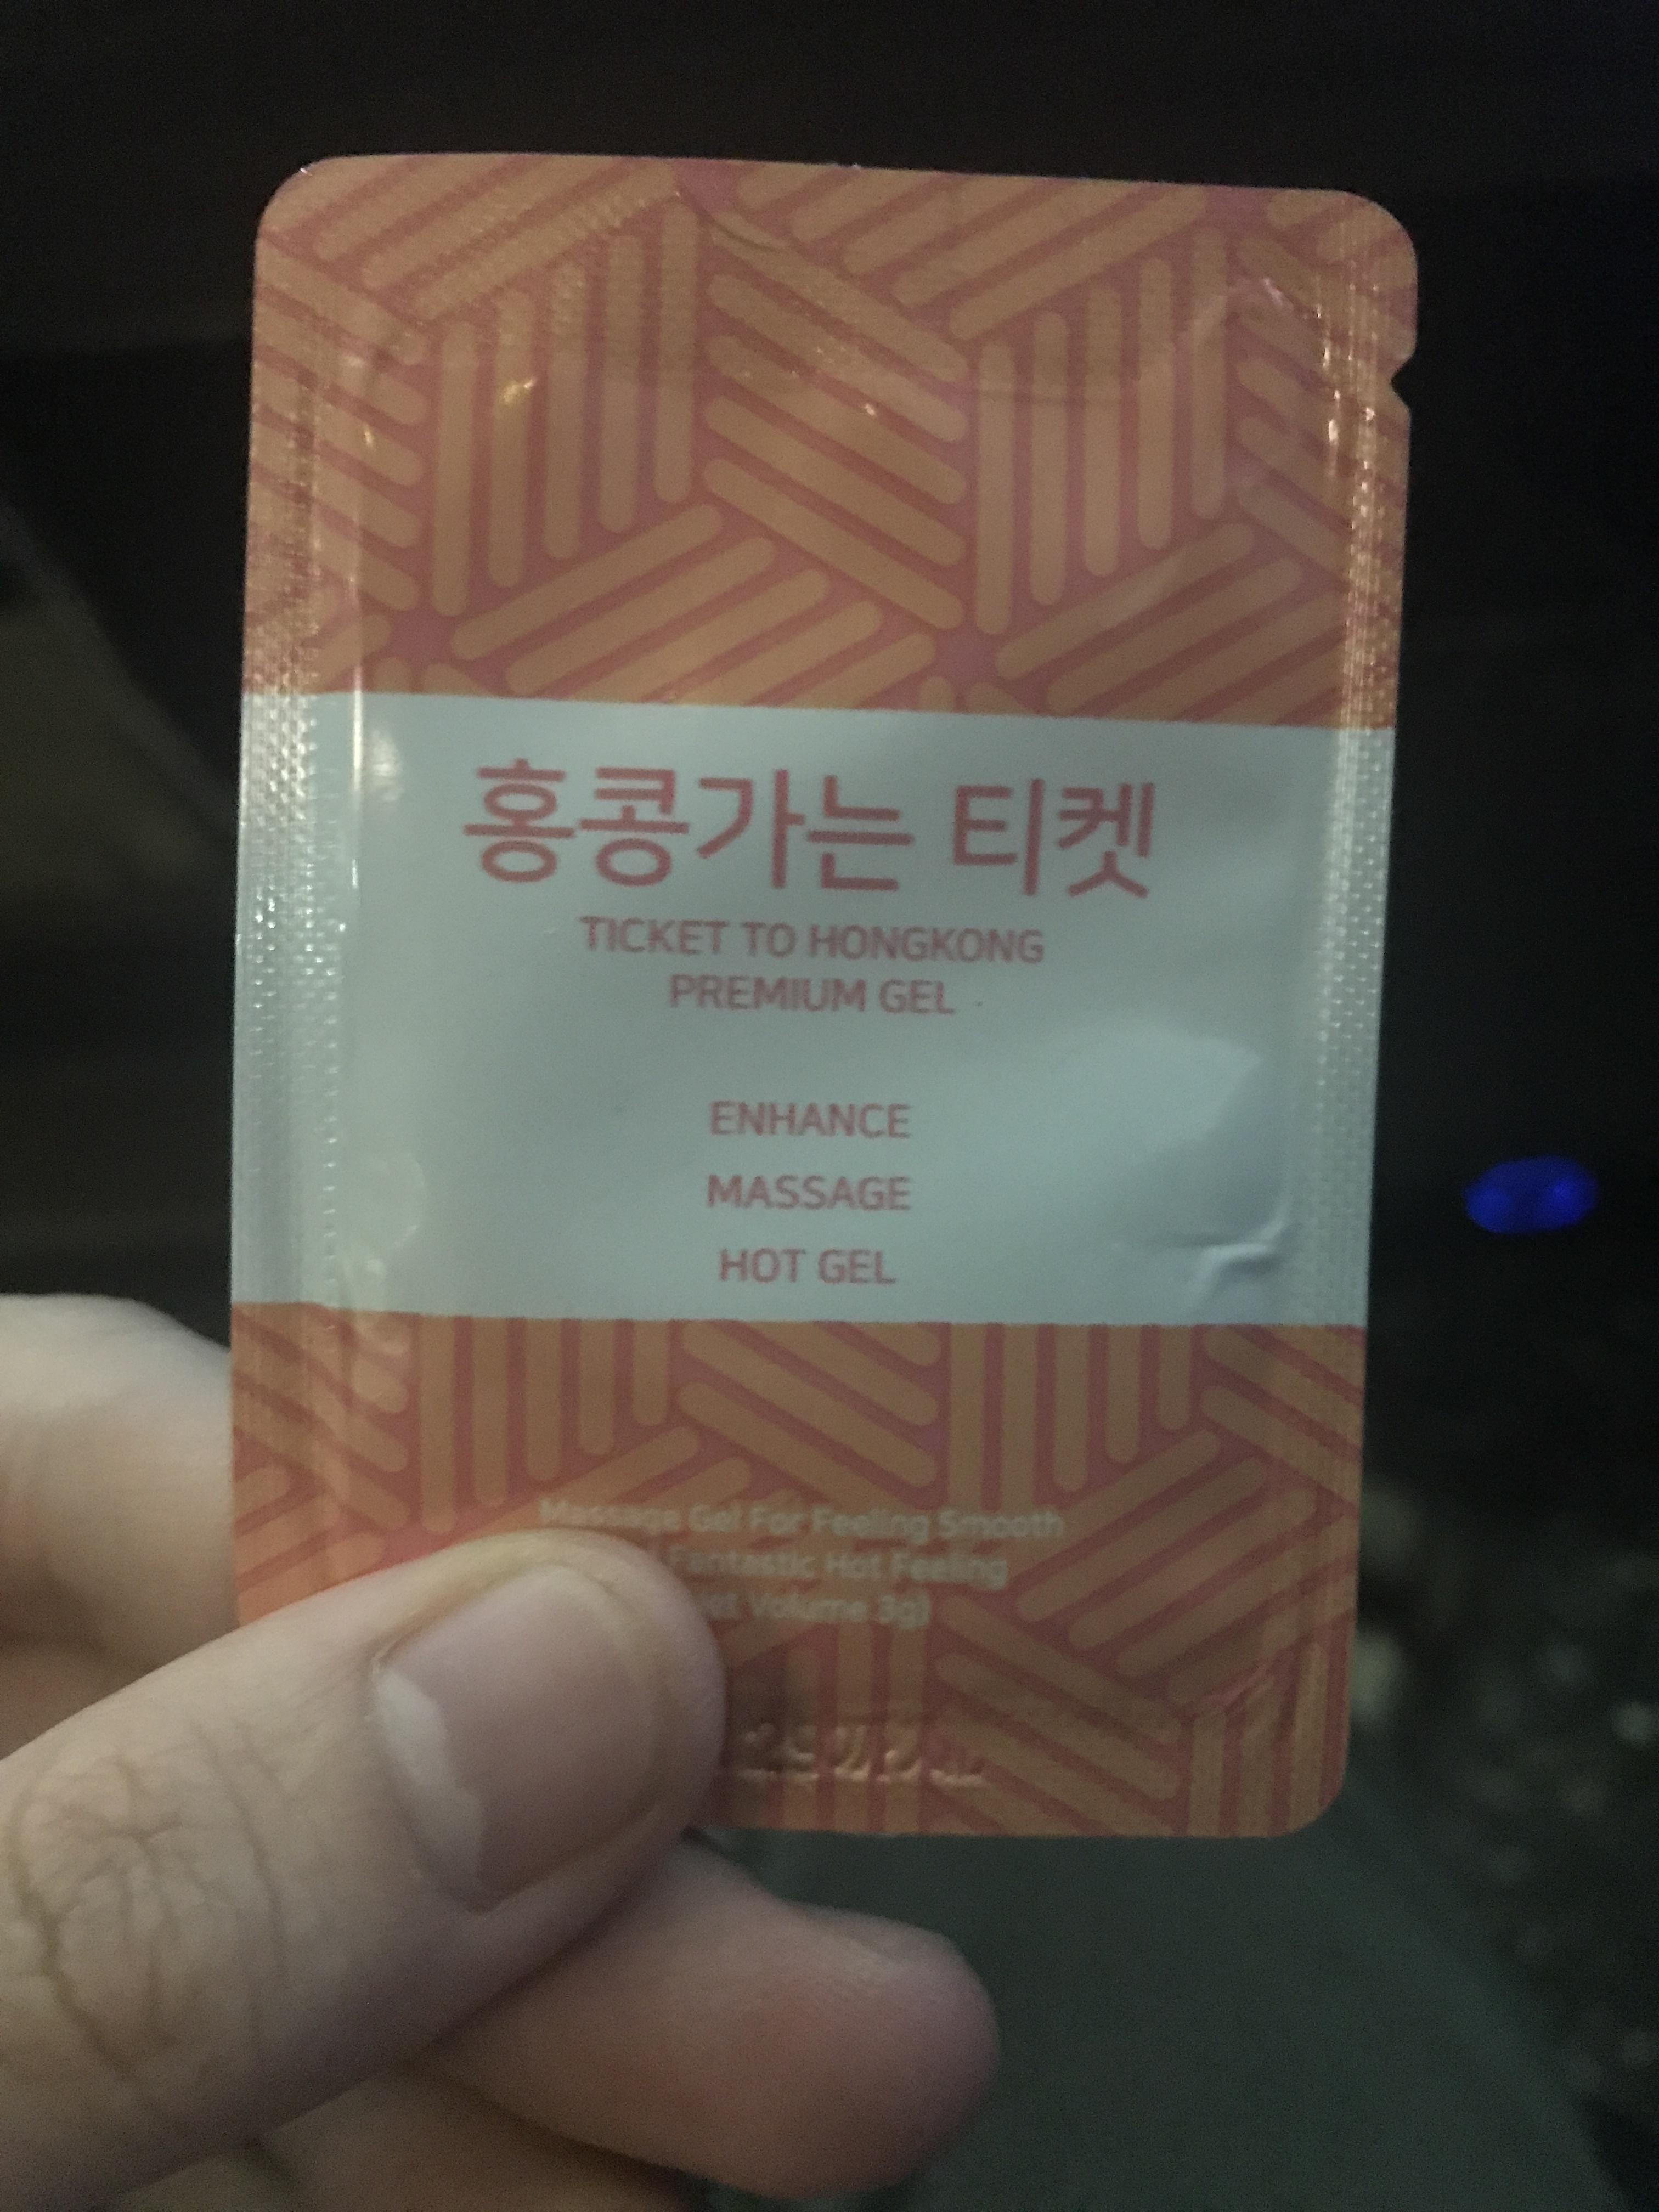 홍콩가는 티켓
TICKET TO HONGKONG
PREMIUM GEL
ENHANCE
MASSAGE
HOT GEL
Massage Gel For Feeling Smooth
Fantastic Hot Feeling
Volume 3g)